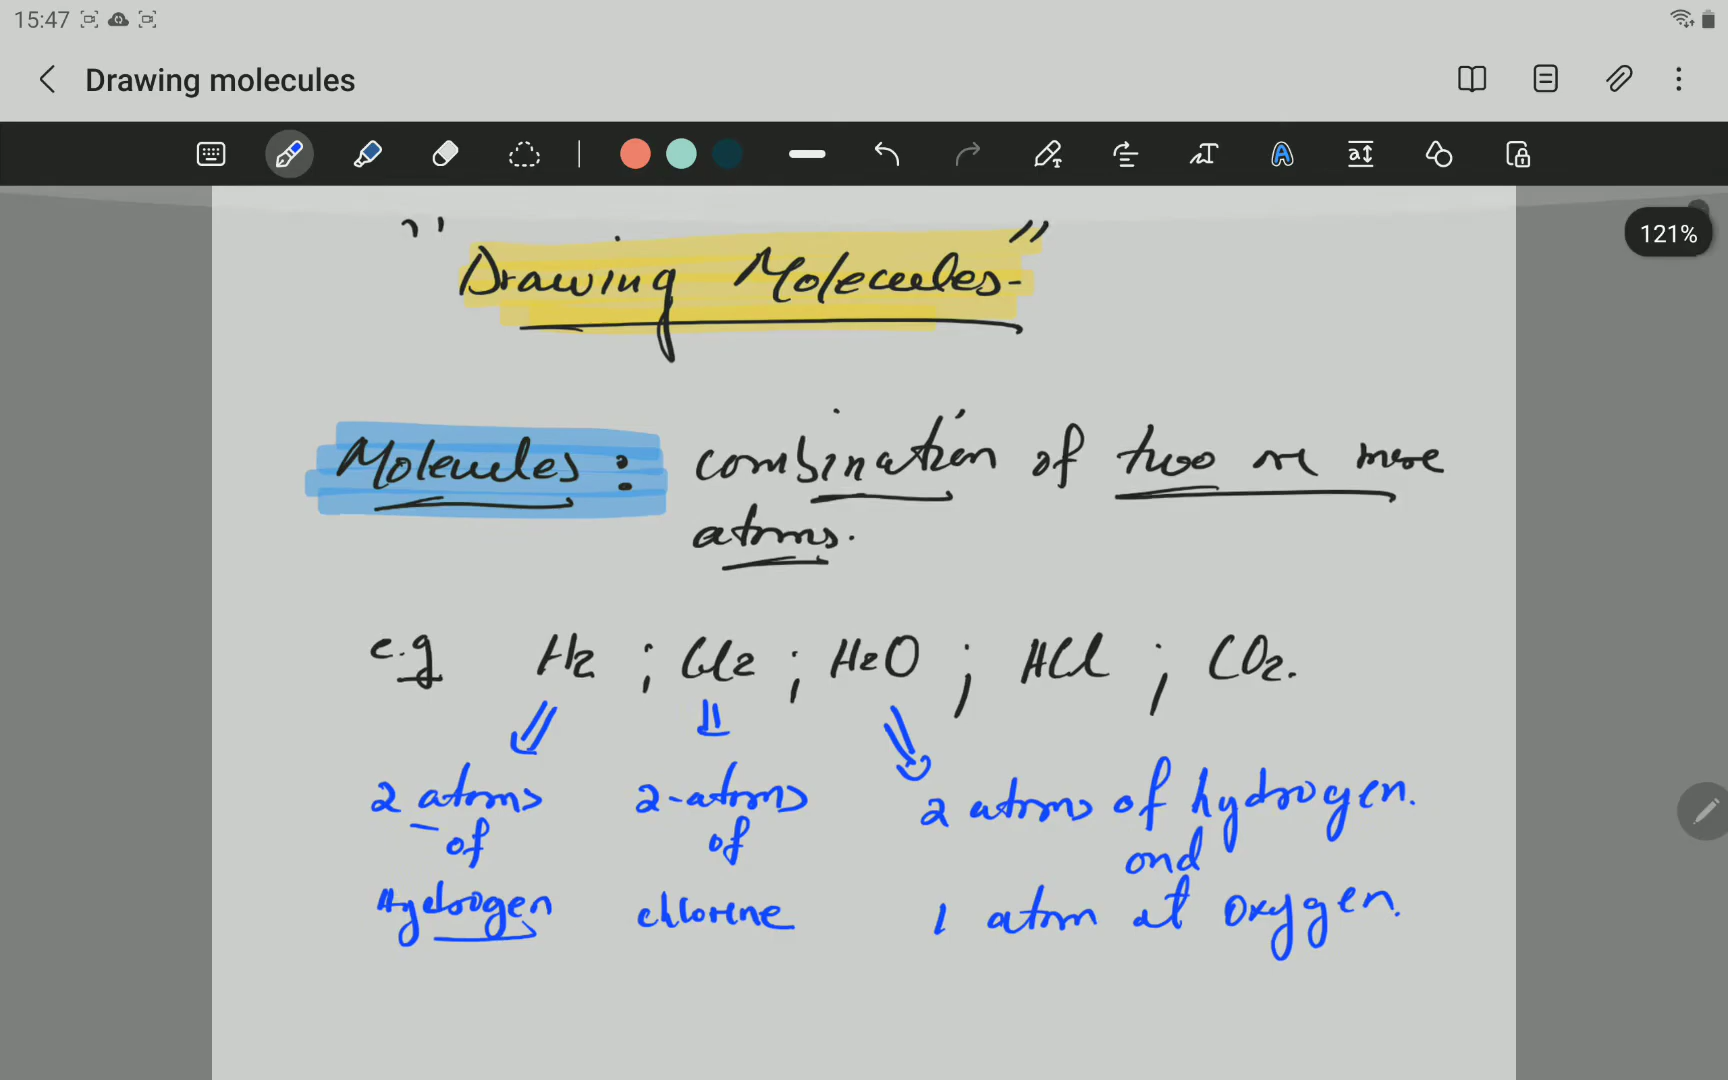 15:47
Drawing molecules
121%
"Drawing Molecules-"
Molecules: combination of two or more
atoms.
e.g H2 ; Cl2 ; H2O ; HCl ; CO2.
2 atoms 2-atoms 2 atoms of hydrogen.
of of and
Hydrogen chlorine 1 atom at oxygen.